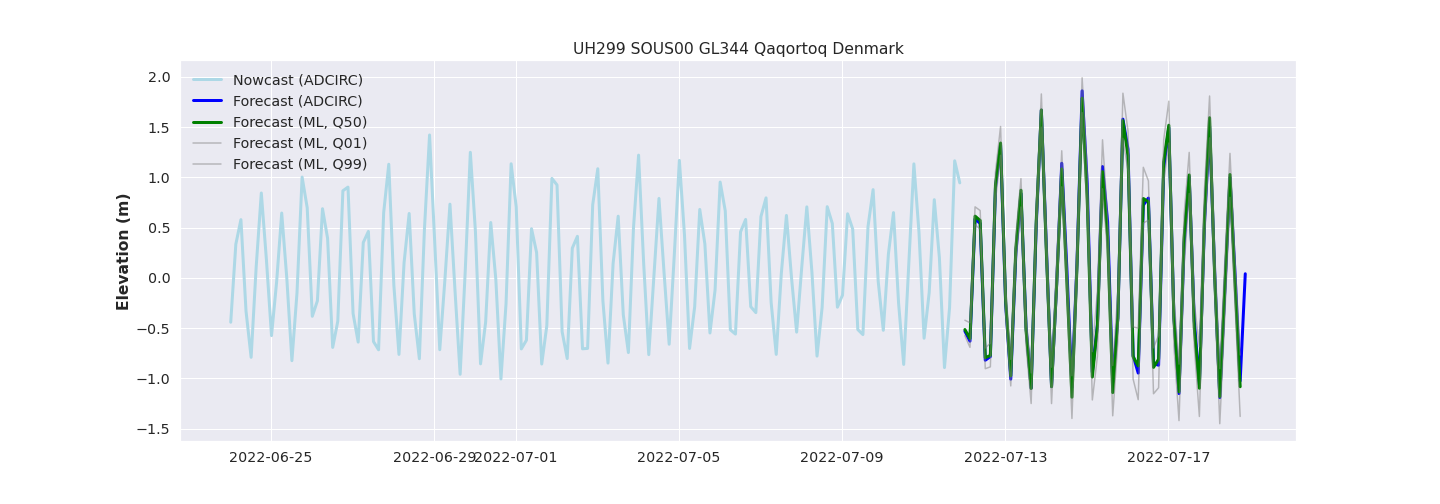 UH299 SOUS00 GL344 Qaqortoq Denmark
Nowcast (ADCIRC)
Forecast (ADCIRC)
Forecast (ML, Q50)
Forecast (ML, Q01)
Forecast (ML, Q99)
Elevation (m)
2.0
1.5
1.0
0.5
0.0
−0.5
−1.0
−1.5
2022-06-25 2022-06-29 2022-07-01 2022-07-05 2022-07-09 2022-07-13 2022-07-17